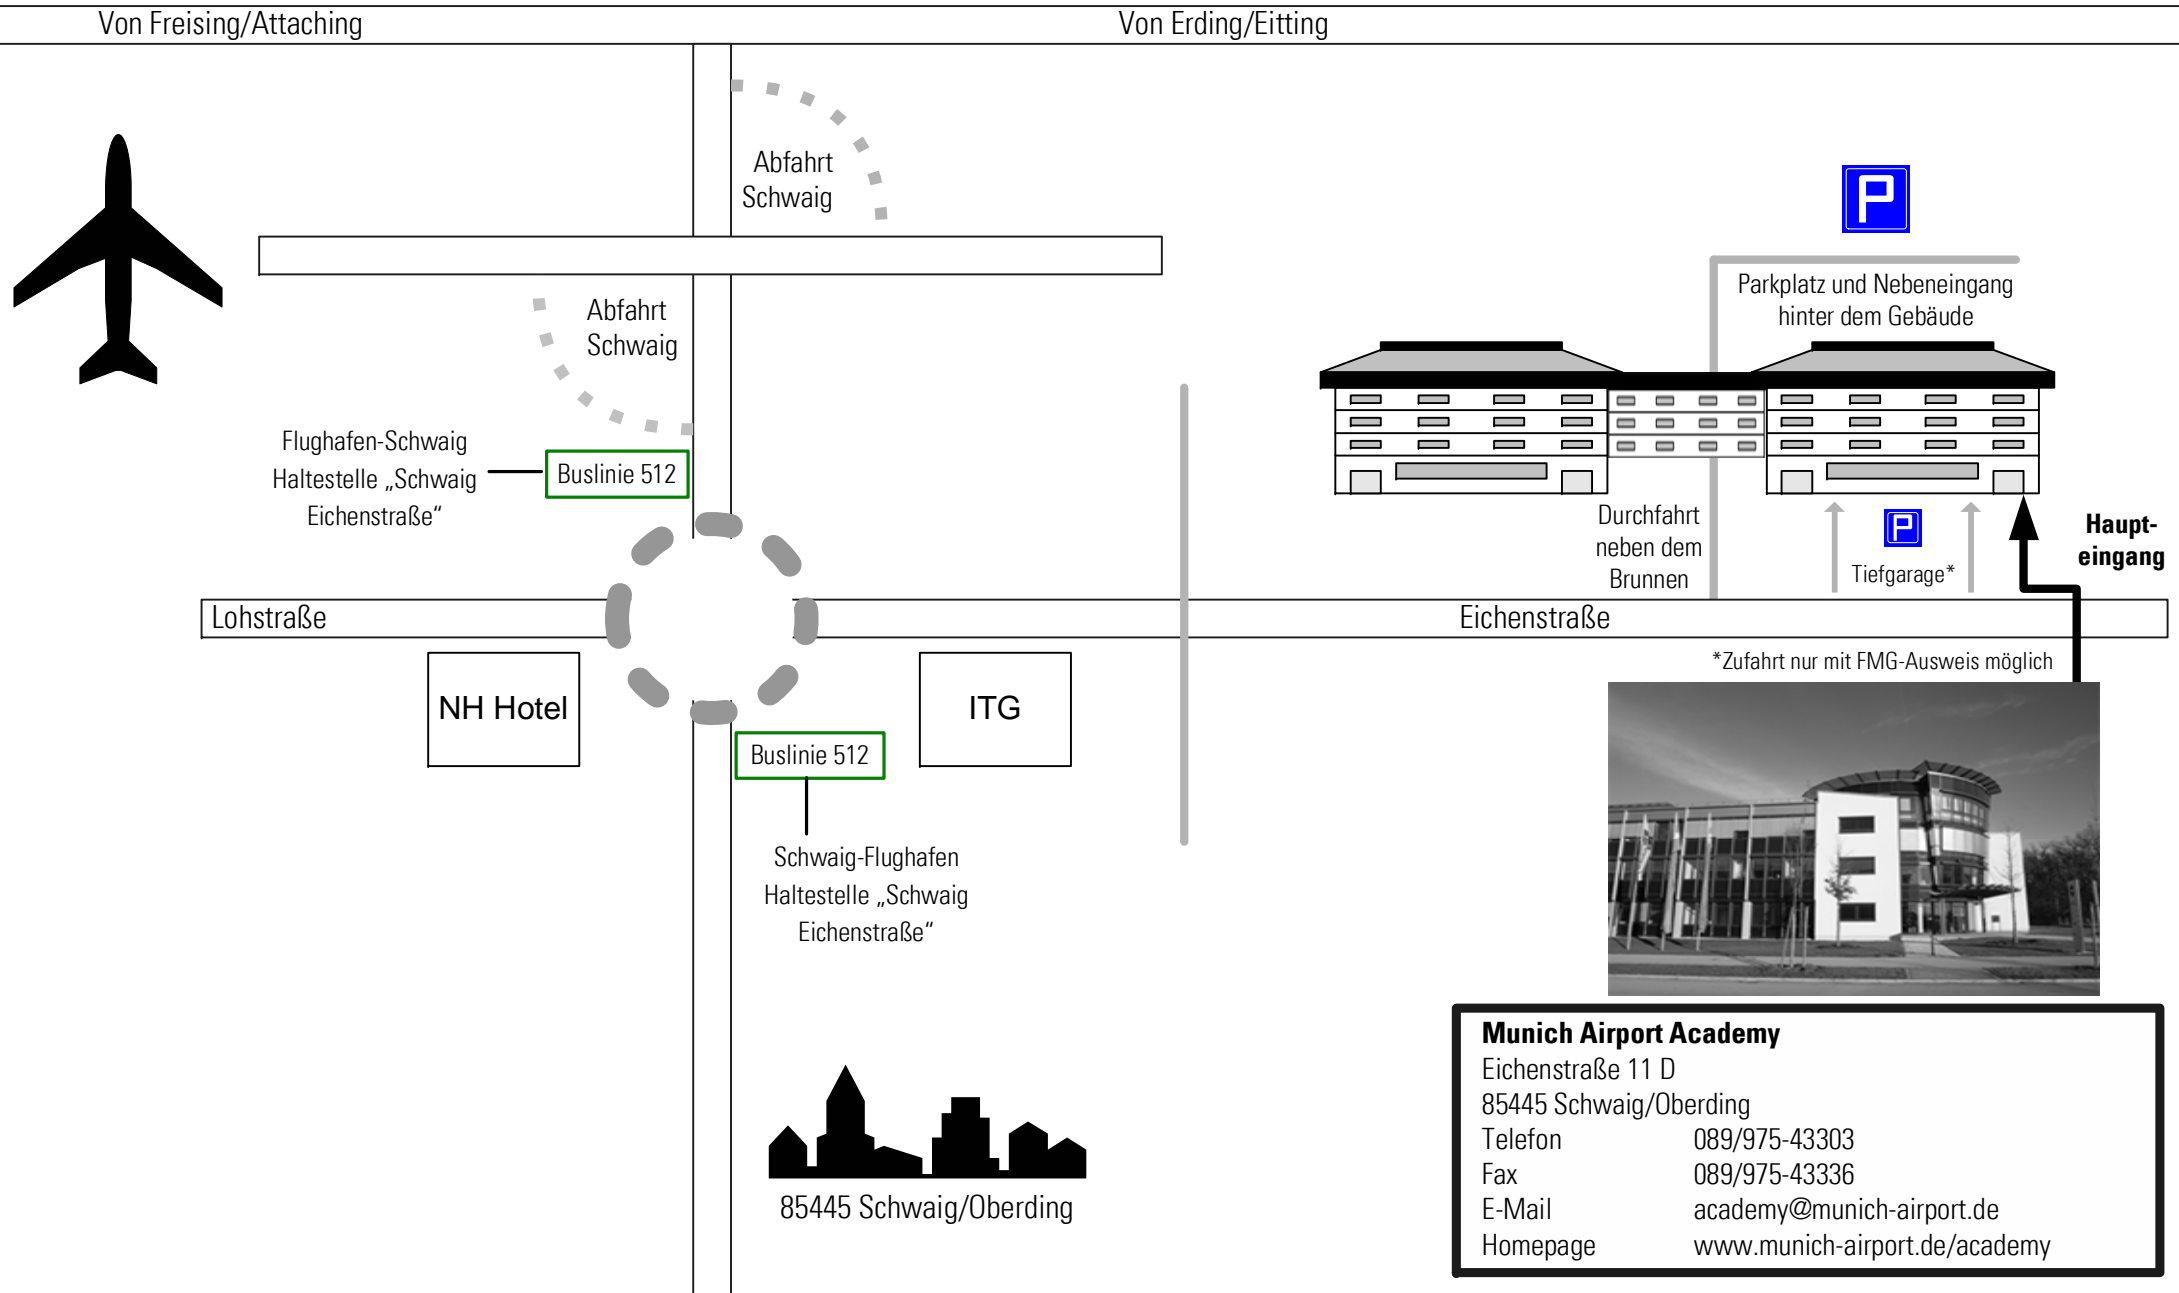 Von Freising/Attaching
Von Erding/Eitting
Abfahrt
Schwaig
P
Parkplatz und Nebeneingang
hinter dem Gebäude
Abfahrt
Schwaig
Flughafen-Schwaig
Haltestelle „Schwaig
Eichenstraße“
Buslinie 512
Durchfahrt
neben dem
Brunnen
P
Tiefgarage*
Haupt-
eingang
Lohstraße
Eichenstraße
*Zufahrt nur mit FMG-Ausweis möglich
NH Hotel
ITG
Buslinie 512
Schwaig-Flughafen
Haltestelle „Schwaig
Eichenstraße“
85445 Schwaig/Oberding
Munich Airport Academy
Eichenstraße 11 D
85445 Schwaig/Oberding
Telefon 089/975-43303
Fax 089/975-43336
E-Mail academy@munich-airport.de
Homepage www.munich-airport.de/academy